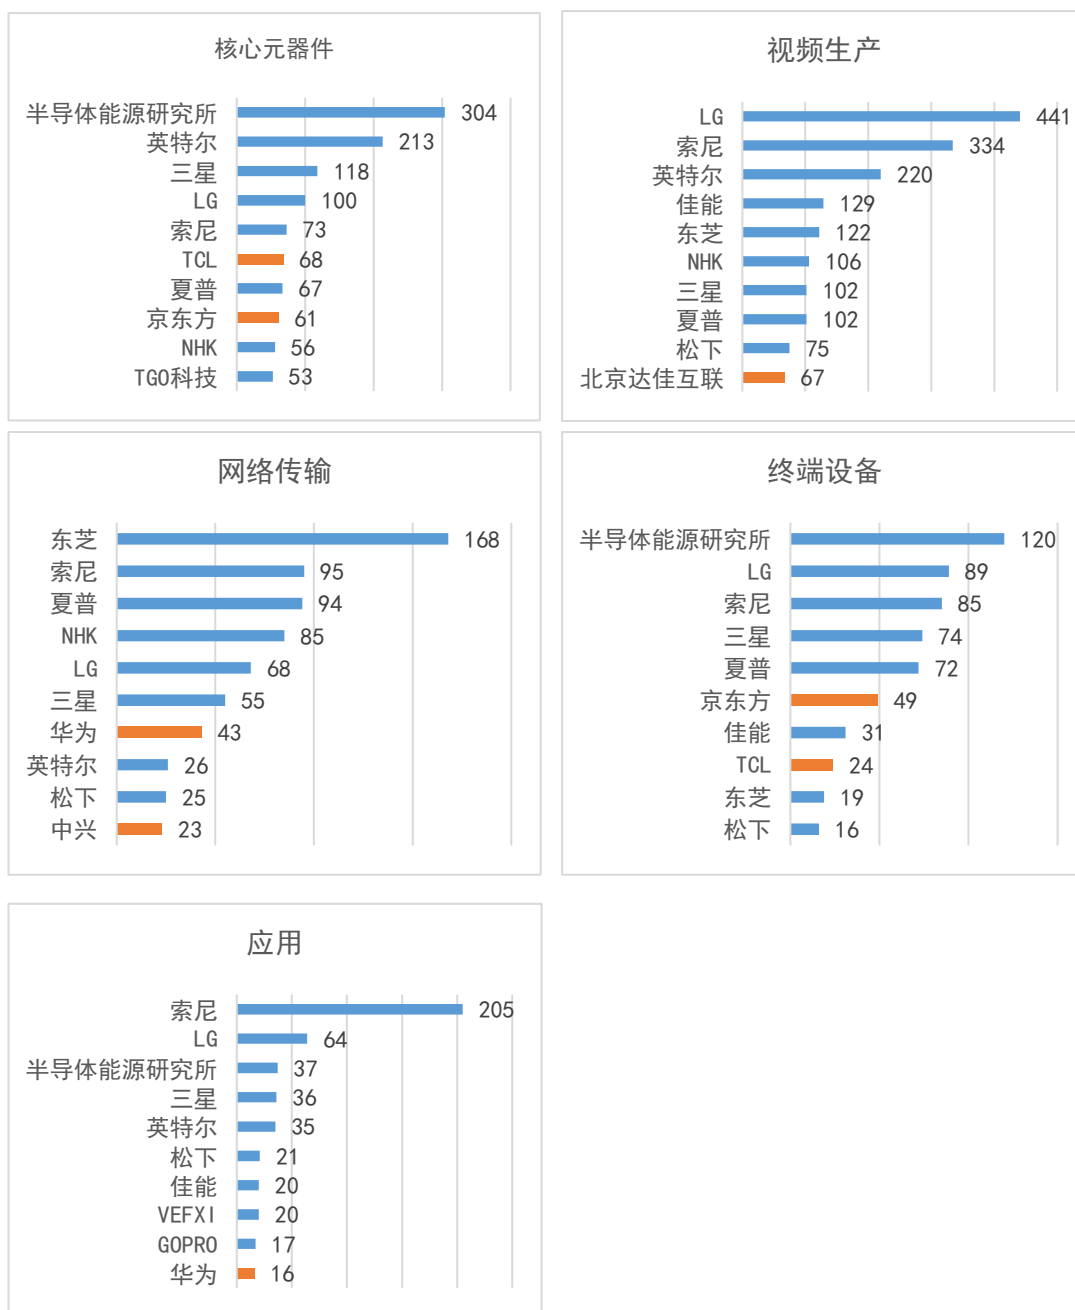 核心元器件
半导体能源研究所 304
英特尔 213
三星 118
LG 100
索尼 73
TCL 68
夏普 67
京东方 61
NHK 56
TGO科技 53
视频生产
LG 441
索尼 334
英特尔 220
佳能 129
东芝 122
NHK 106
三星 102
夏普 102
松下 75
北京达佳互联 67
网络传输
东芝 168
索尼 95
夏普 94
NHK 85
LG 68
三星 55
华为 43
英特尔 26
松下 25
中兴 23
终端设备
半导体能源研究所 120
LG 89
索尼 85
三星 74
夏普 72
京东方 49
佳能 31
TCL 24
东芝 19
松下 16
应用
索尼 205
LG 64
半导体能源研究所 37
三星 36
英特尔 35
松下 21
佳能 20
VEFXI 20
GOPRO 17
华为 16